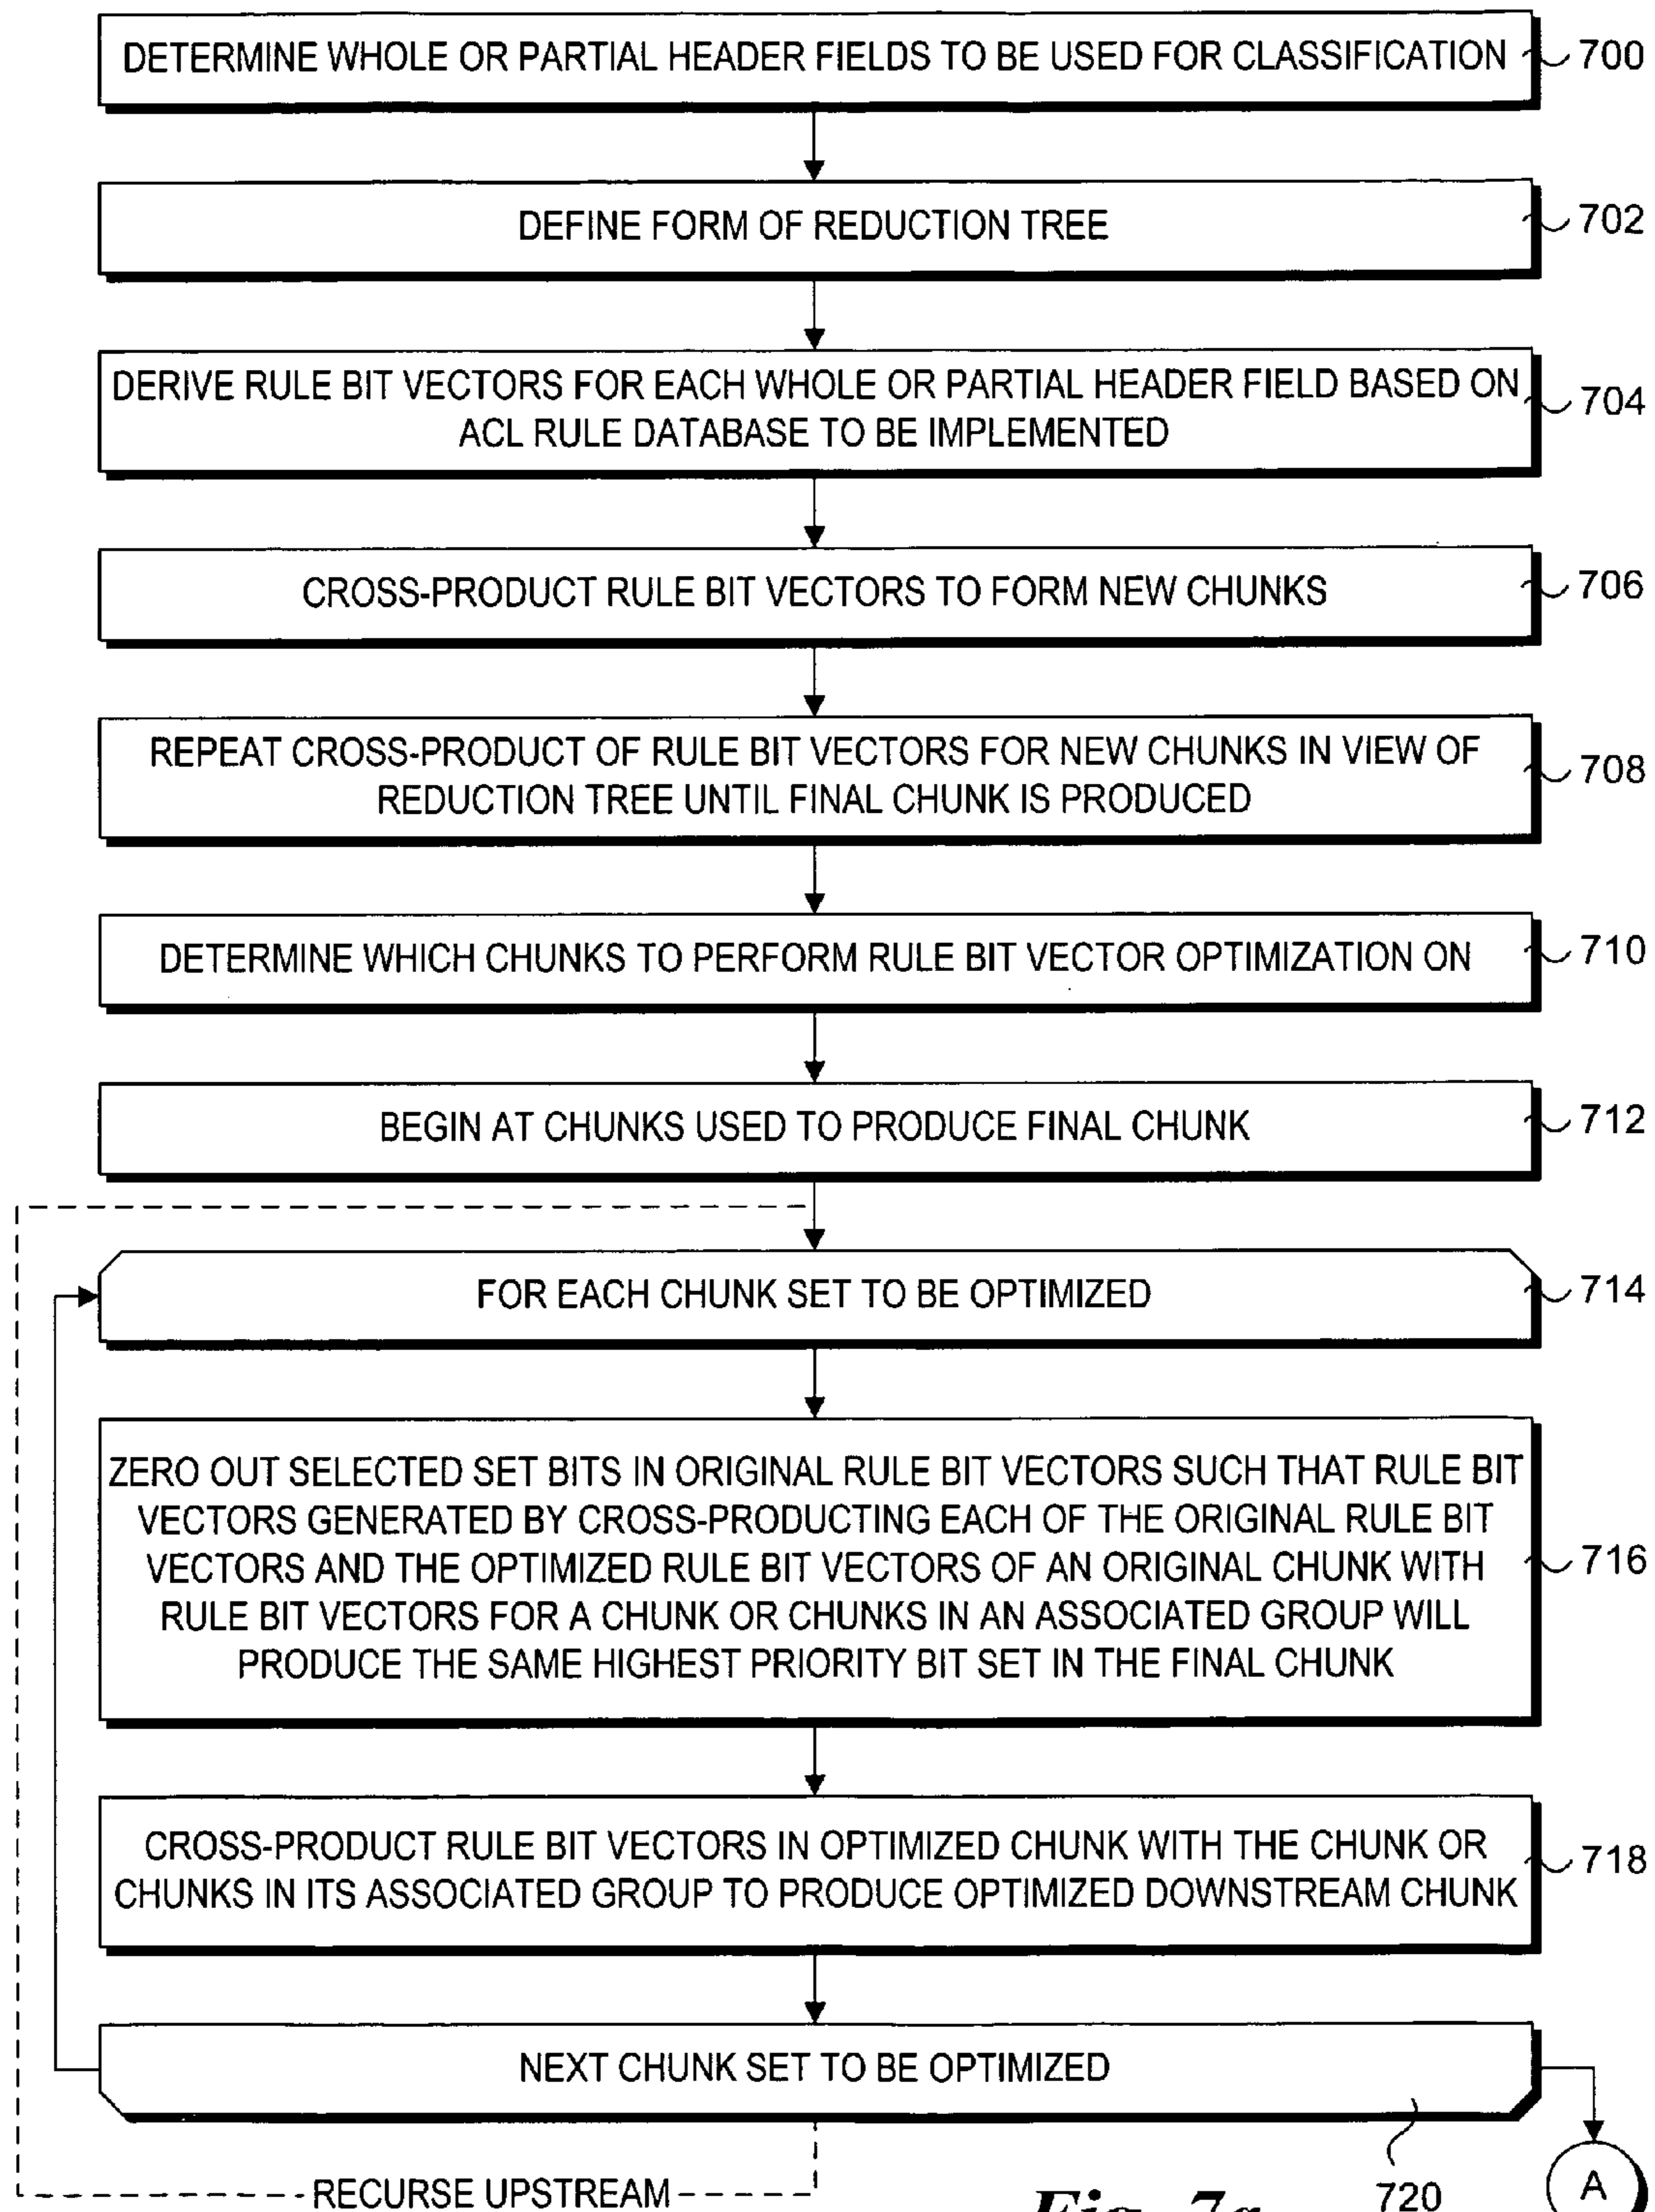 DETERMINE WHOLE OR PARTIAL HEADER FIELDS TO BE USED FOR CLASSIFICATION
700
DEFINE FORM OF REDUCTION TREE
702
DERIVE RULE BIT VECTORS FOR EACH WHOLE OR PARTIAL HEADER FIELD BASED ON
ACL RULE DATABASE TO BE IMPLEMENTED
704
CROSS-PRODUCT RULE BIT VECTORS TO FORM NEW CHUNKS
706
REPEAT CROSS-PRODUCT OF RULE BIT VECTORS FOR NEW CHUNKS IN VIEW OF
REDUCTION TREE UNTIL FINAL CHUNK IS PRODUCED
708
DETERMINE WHICH CHUNKS TO PERFORM RULE BIT VECTOR OPTIMIZATION ON
710
BEGIN AT CHUNKS USED TO PRODUCE FINAL CHUNK
712
FOR EACH CHUNK SET TO BE OPTIMIZED
714
ZERO OUT SELECTED SET BITS IN ORIGINAL RULE BIT VECTORS SUCH THAT RULE BIT
VECTORS GENERATED BY CROSS-PRODUCTING EACH OF THE ORIGINAL RULE BIT
VECTORS AND THE OPTIMIZED RULE BIT VECTORS OF AN ORIGINAL CHUNK WITH
RULE BIT VECTORS FOR A CHUNK OR CHUNKS IN AN ASSOCIATED GROUP WILL
PRODUCE THE SAME HIGHEST PRIORITY BIT SET IN THE FINAL CHUNK
716
CROSS-PRODUCT RULE BIT VECTORS IN OPTIMIZED CHUNK WITH THE CHUNK OR
CHUNKS IN ITS ASSOCIATED GROUP TO PRODUCE OPTIMIZED DOWNSTREAM CHUNK
718
NEXT CHUNK SET TO BE OPTIMIZED
720
A
RECURSE UPSTREAM
Fig. 7a